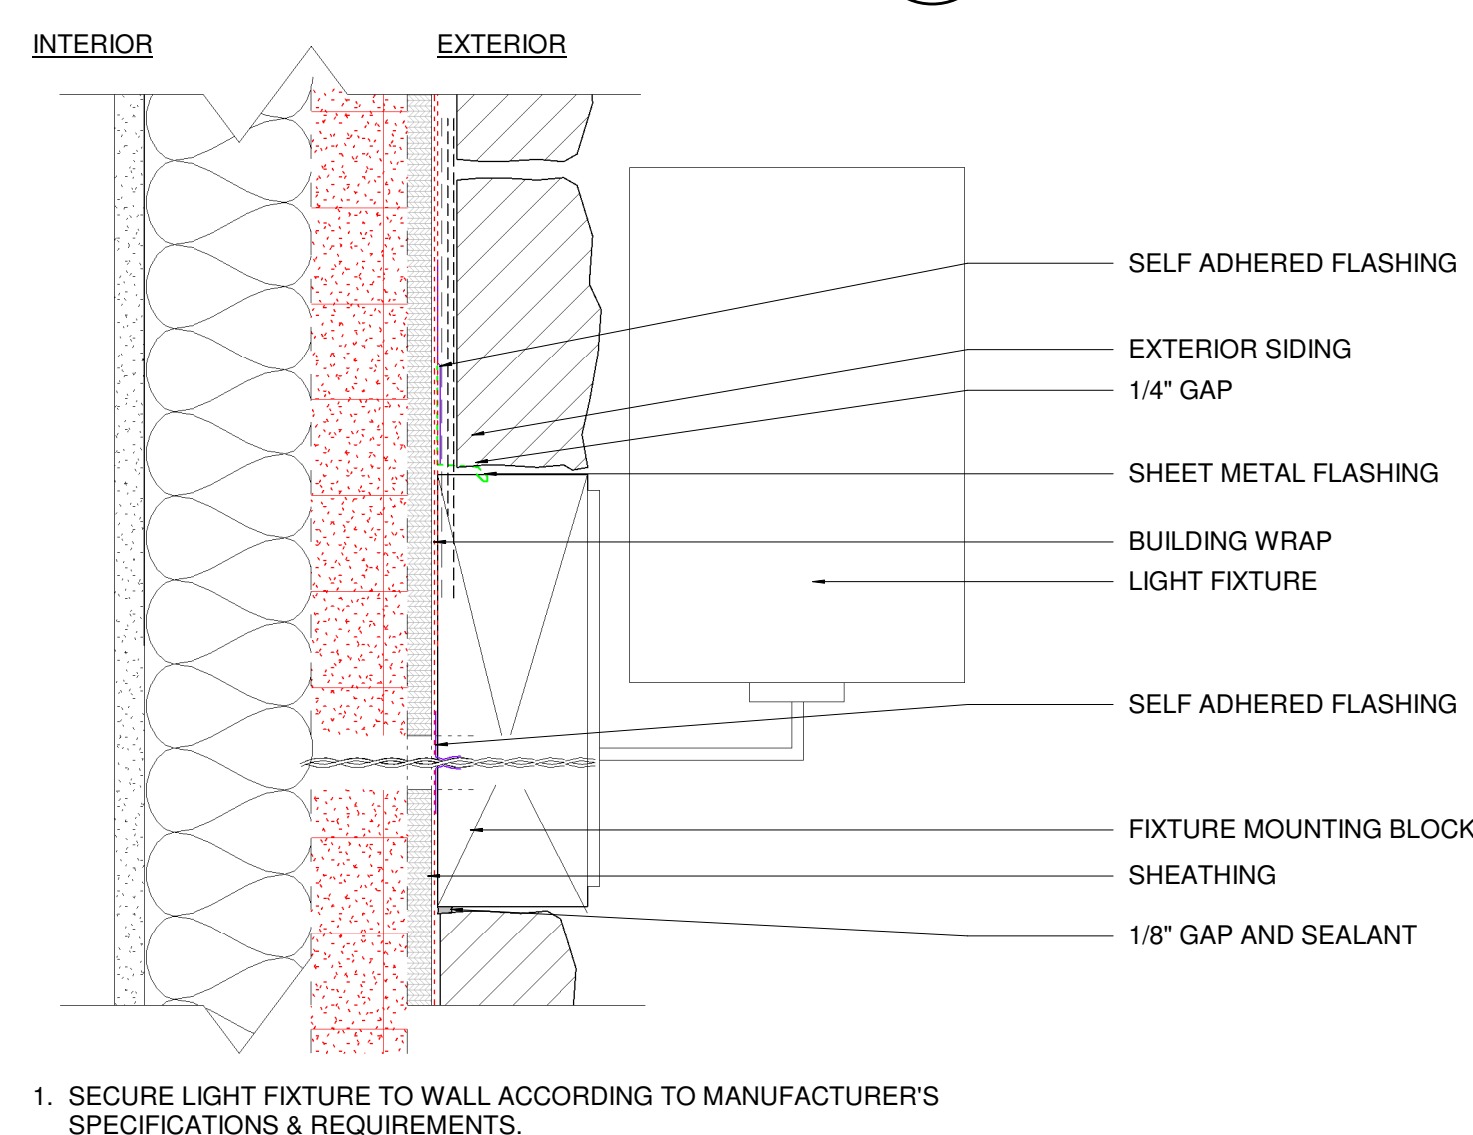 INTERIOR
EXTERIOR
SELF ADHERED FLASHING
EXTERIOR SIDING
1/4" GAP
SHEET METAL FLASHING
BUILDING WRAP
LIGHT FIXTURE
SELF ADHERED FLASHING
FIXTURE MOUNTING BLOCK
SHEATHING
1/8" GAP AND SEALANT
1. SECURE LIGHT FIXTURE TO WALL ACCORDING TO MANUFACTURER'S
SPECIFICATIONS & REQUIREMENTS.